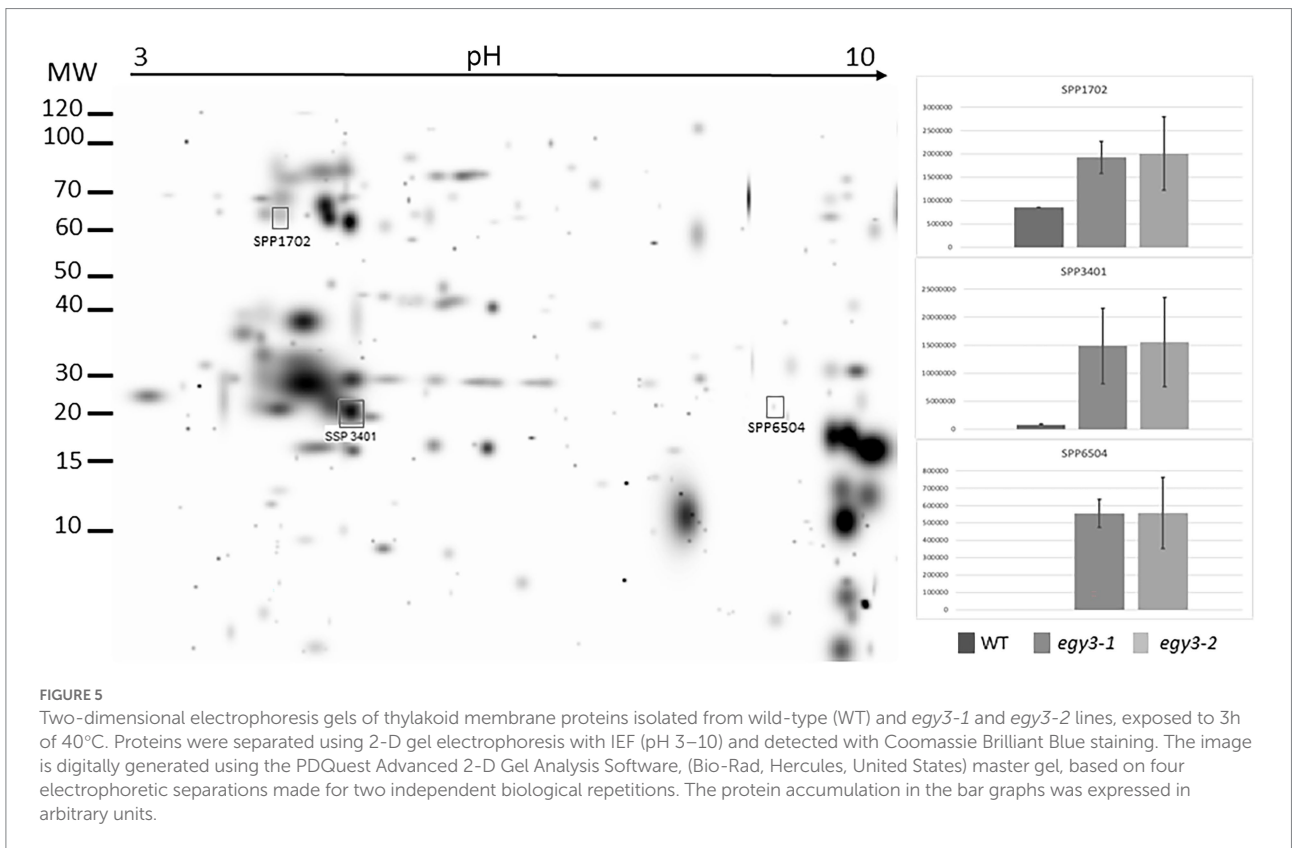 3 pH 10
MW
120
100
70
60
50
40
30
20
15
10
SPP1702
SSP 3401
SPP6504
SPP1702
3000000
2500000
2000000
1500000
1000000
500000
0
SPP3401
25000000
20000000
15000000
10000000
5000000
0
SPP6504
800000
700000
600000
500000
400000
300000
200000
100000
0
WT egy3-1 egy3-2
FIGURE 5
Two-dimensional electrophoresis gels of thylakoid membrane proteins isolated from wild-type (WT) and egy3-1 and egy3-2 lines, exposed to 3h
of 40°C. Proteins were separated using 2-D gel electrophoresis with IEF (pH 3–10) and detected with Coomassie Brilliant Blue staining. The image
is digitally generated using the PDQuest Advanced 2-D Gel Analysis Software, (Bio-Rad, Hercules, United States) master gel, based on four
electrophoretic separations made for two independent biological repetitions. The protein accumulation in the bar graphs was expressed in
arbitrary units.